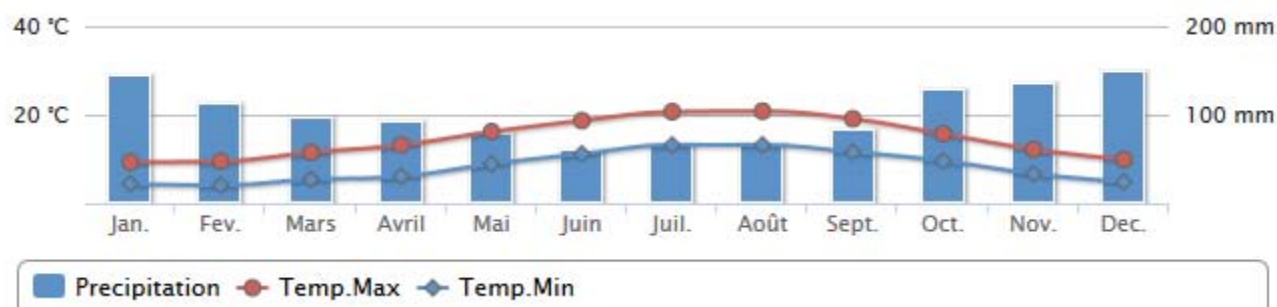 40 °C 200 mm
20 °C 100 mm
Jan. Fev. Mars Avril Mai Juin Juil. Août Sept. Oct. Nov. Dec.
Precipitation Temp.Max Temp.Min